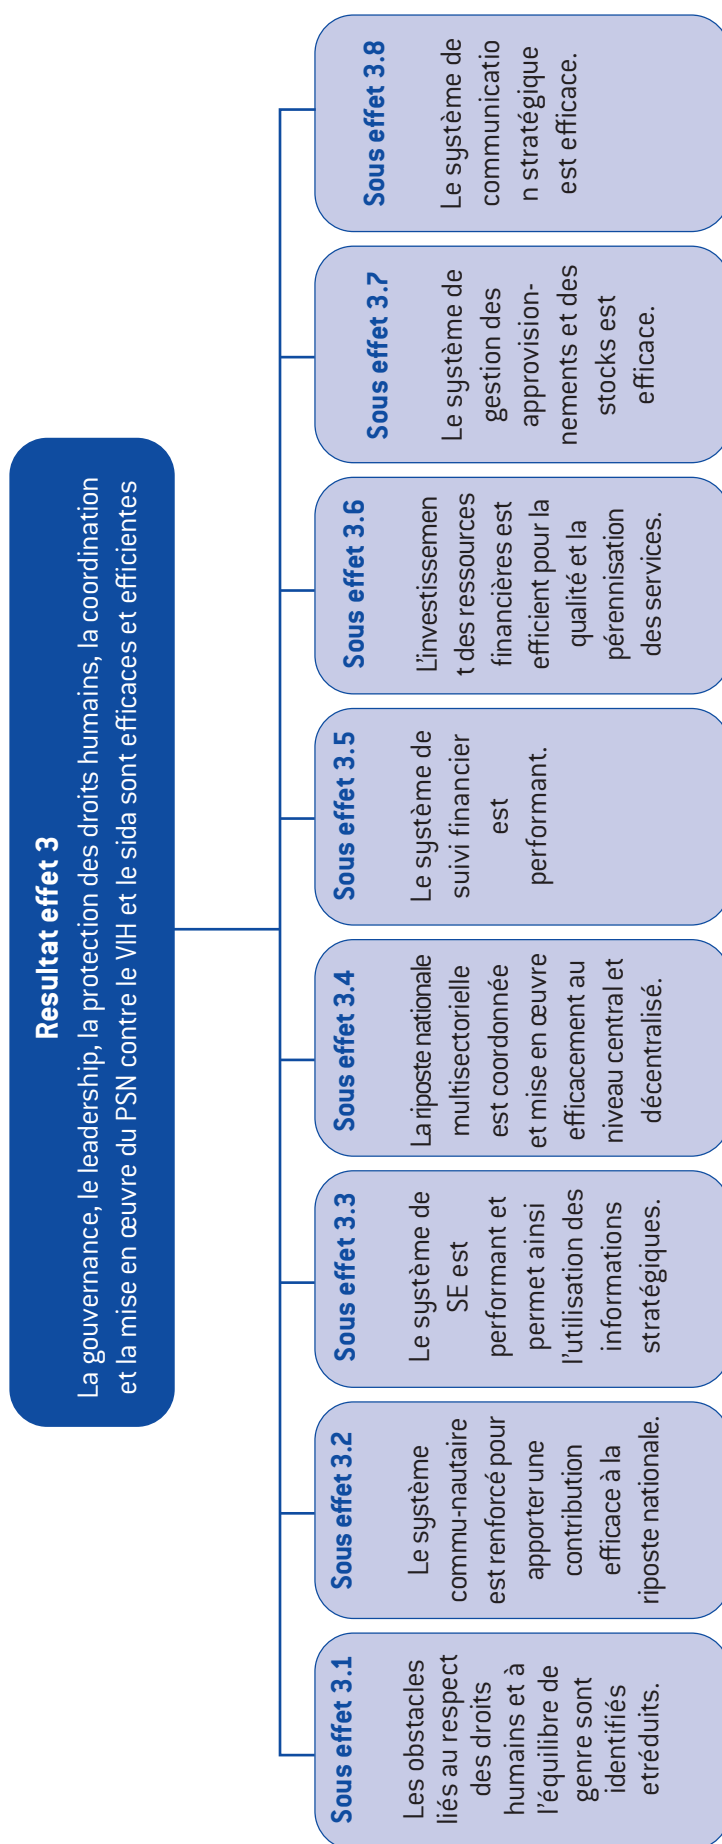 Resultat effet 3
La gouvernance, le leadership, la protection des droits humains, la coordination
et la mise en œuvre du PSN contre le VIH et le sida sont efficaces et efficientes
Sous effet 3.1
Les obstacles
liés au respect
des droits
humains et à
l'équilibre de
genre sont
identifiés
etréduits.
Sous effet 3.2
Le système
commu-nautaire
est renforcé pour
apporter une
contribution
efficace à la
riposte nationale.
Sous effet 3.3
Le système de
SE est
performant et
permet ainsi
l'utilisation des
informations
stratégiques.
Sous effet 3.4
La riposte nationale
multisectorielle
est coordonnée
et mise en œuvre
efficacement au
niveau central et
décentralisé.
Sous effet 3.5
Le système de
suivi financier
est
performant.
Sous effet 3.6
L'investissemen
t des ressources
financières est
efficient pour la
qualité et la
pérennisation
des services.
Sous effet 3.7
Le système de
gestion des
approvision-
nements et des
stocks est
efficace.
Sous effet 3.8
Le système de
communicatio
n stratégique
est efficace.